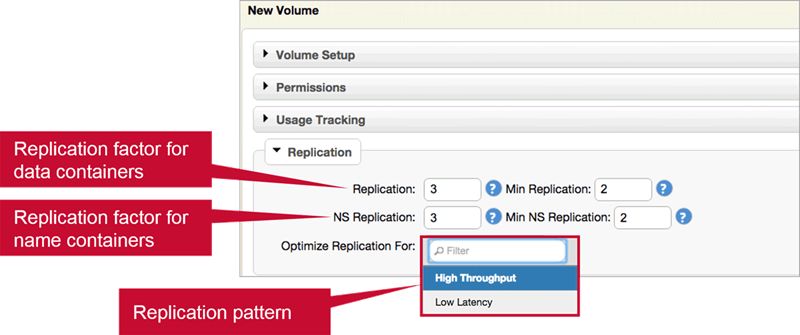 New Volume
Volume Setup
Permissions
Usage Tracking
Replication
Replication factor for
data containers
Replication: 3 ? Min Replication: 2 ?
Replication factor for
name containers
NS Replication: 3 ? Min NS Replication: 2 ?
Optimize Replication For: Filter
High Throughput
Low Latency
Replication pattern